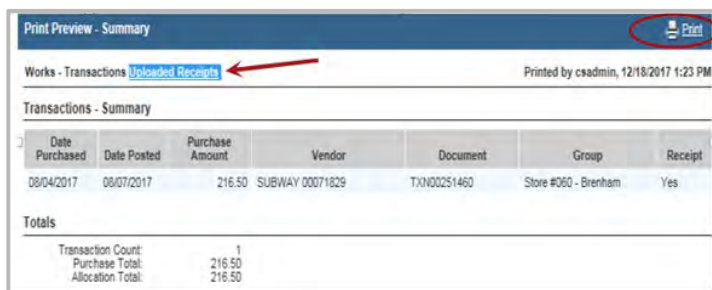 Print Preview - Summary Print
Works - Transactions Uploaded Receipts Printed by csadmin, 12/18/2017 1:23 PM
Transactions - Summary
Date Purchased Date Posted Purchase Amount Vendor Document Group Receipt
08/04/2017 08/07/2017 216.50 SUBWAY 00071829 TXN00251460 Store #060 - Brenham Yes
Totals
Transaction Count: 1
Purchase Total: 216.50
Allocation Total: 216.50